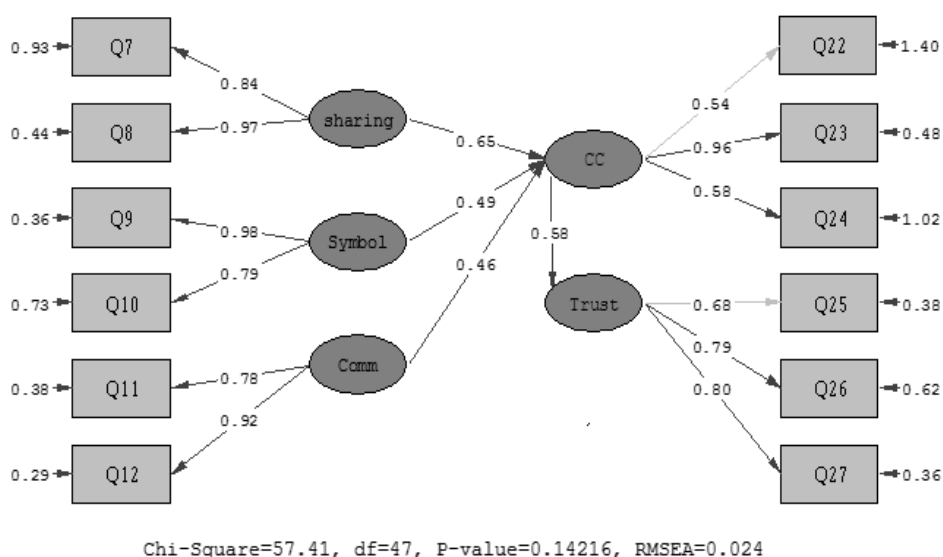 0.93 Q7
0.84
0.44 Q8
0.97
sharing
0.36 Q9
0.98
Symbol
0.73 Q10
0.79
0.38 Q11
0.78
Comm
0.29 Q12
0.92
0.65
0.49
0.46
CC
0.58
Trust
0.54
Q22 1.40
0.96
Q23 0.48
0.58
Q24 1.02
0.68
Q25 0.38
0.79
Q26 0.62
0.80
Q27 0.36
Chi-Square=57.41, df=47, P-value=0.14216, RMSEA=0.024